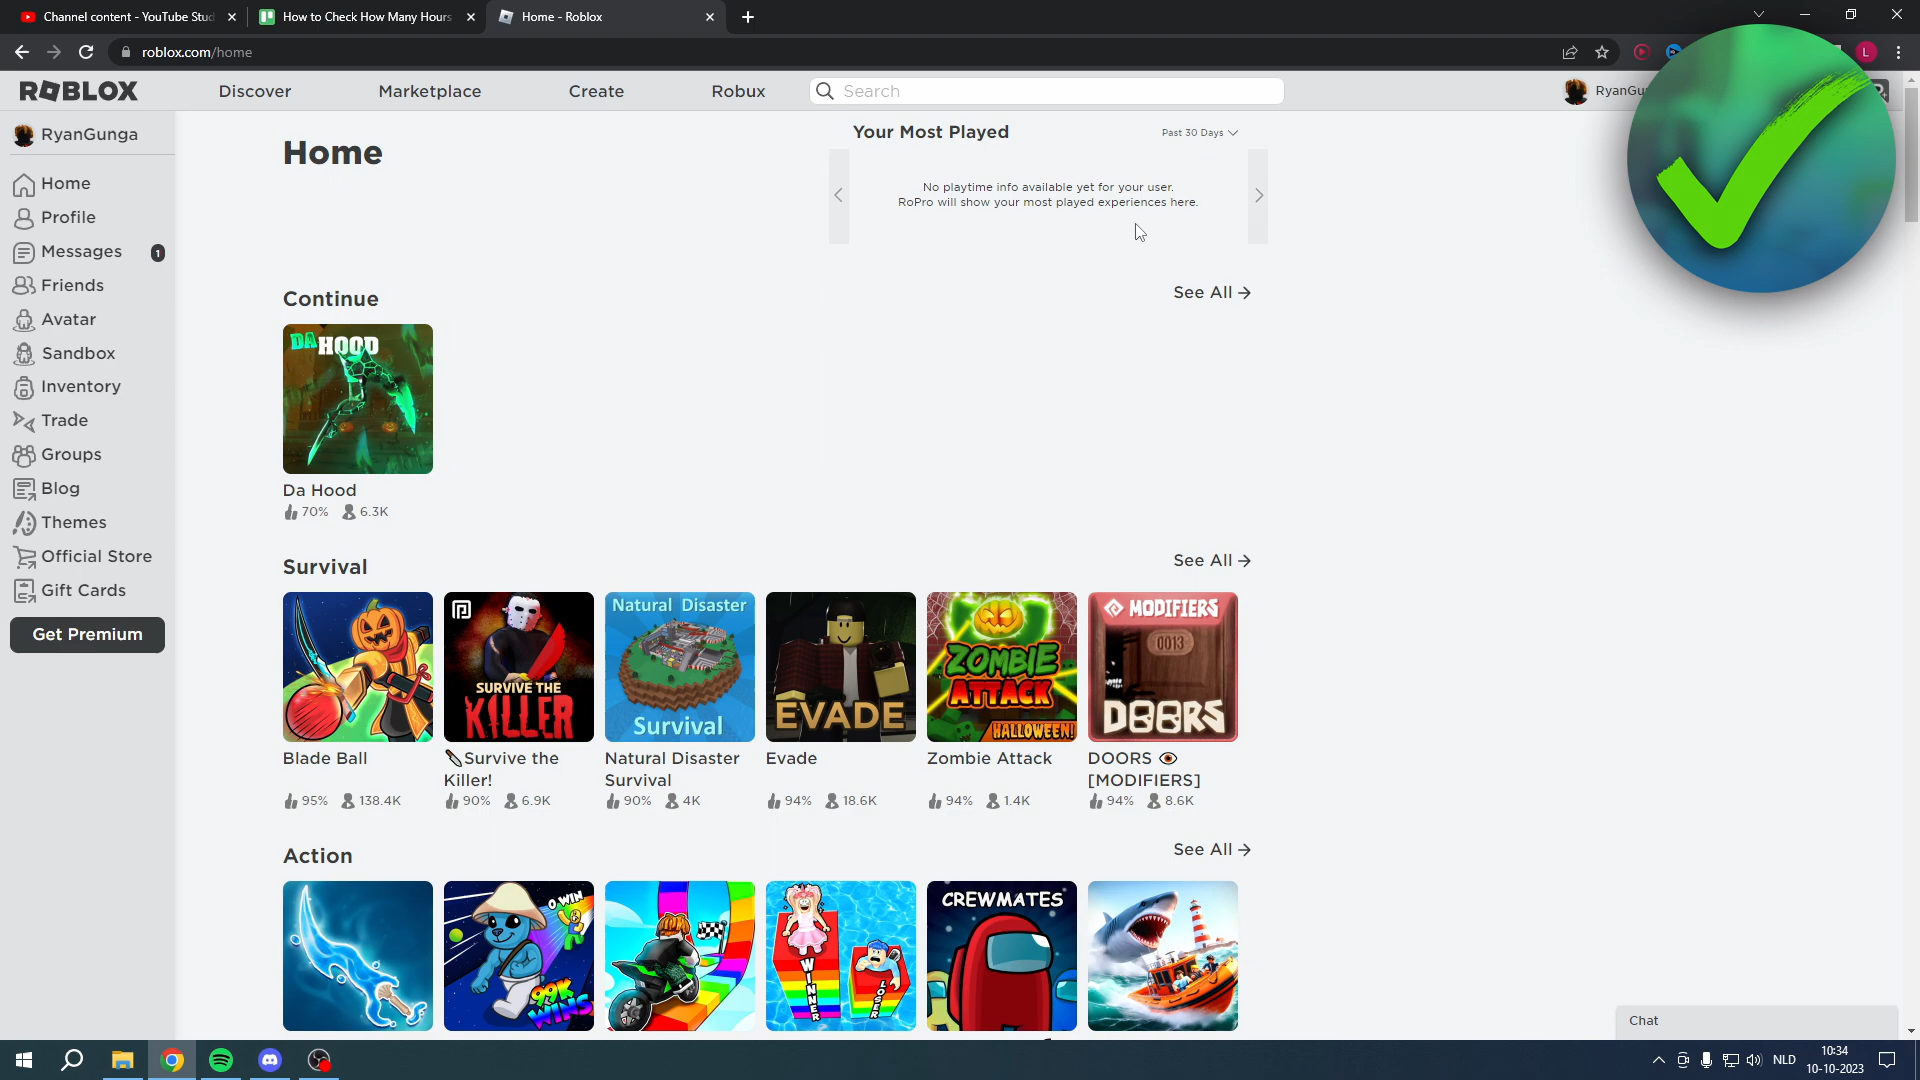 Channel content - YouTube Stud
How to Check How Many Hours
Home - Roblox
roblox.com/home
L
ROBLOX
Discover
Marketplace
Create
Robux
Search
RyanGu
RyanGunga
Home
Profile
Messages
1
Friends
Avatar
Sandbox
Inventory
Trade
Groups
Blog
Themes
Official Store
Gift Cards
Get Premium
Home
Your Most Played
Past 30 Days
No playtime info available yet for your user.
RoPro will show your most played experiences here.
Continue
See All
DA HOOD
Da Hood
70% 6.3K
Survival
See All
SURVIVE THE
KILLER
Natural Disaster
Survival
EVADE
ZOMBIE
ATTACK
HALLOWEEN!
MODIFIERS
0013
DOORS
Blade Ball
95% 138.4K
Survive the
Killer!
90% 6.9K
Natural Disaster
Survival
90% 4K
Evade
94% 18.6K
Zombie Attack
94% 1.4K
DOORS
[MODIFIERS]
94% 8.6K
Action
See All
0 WIN
99K
WINS
WINNER
LOSER
CREWMATES
Chat
NLD
10:34
10-10-2023